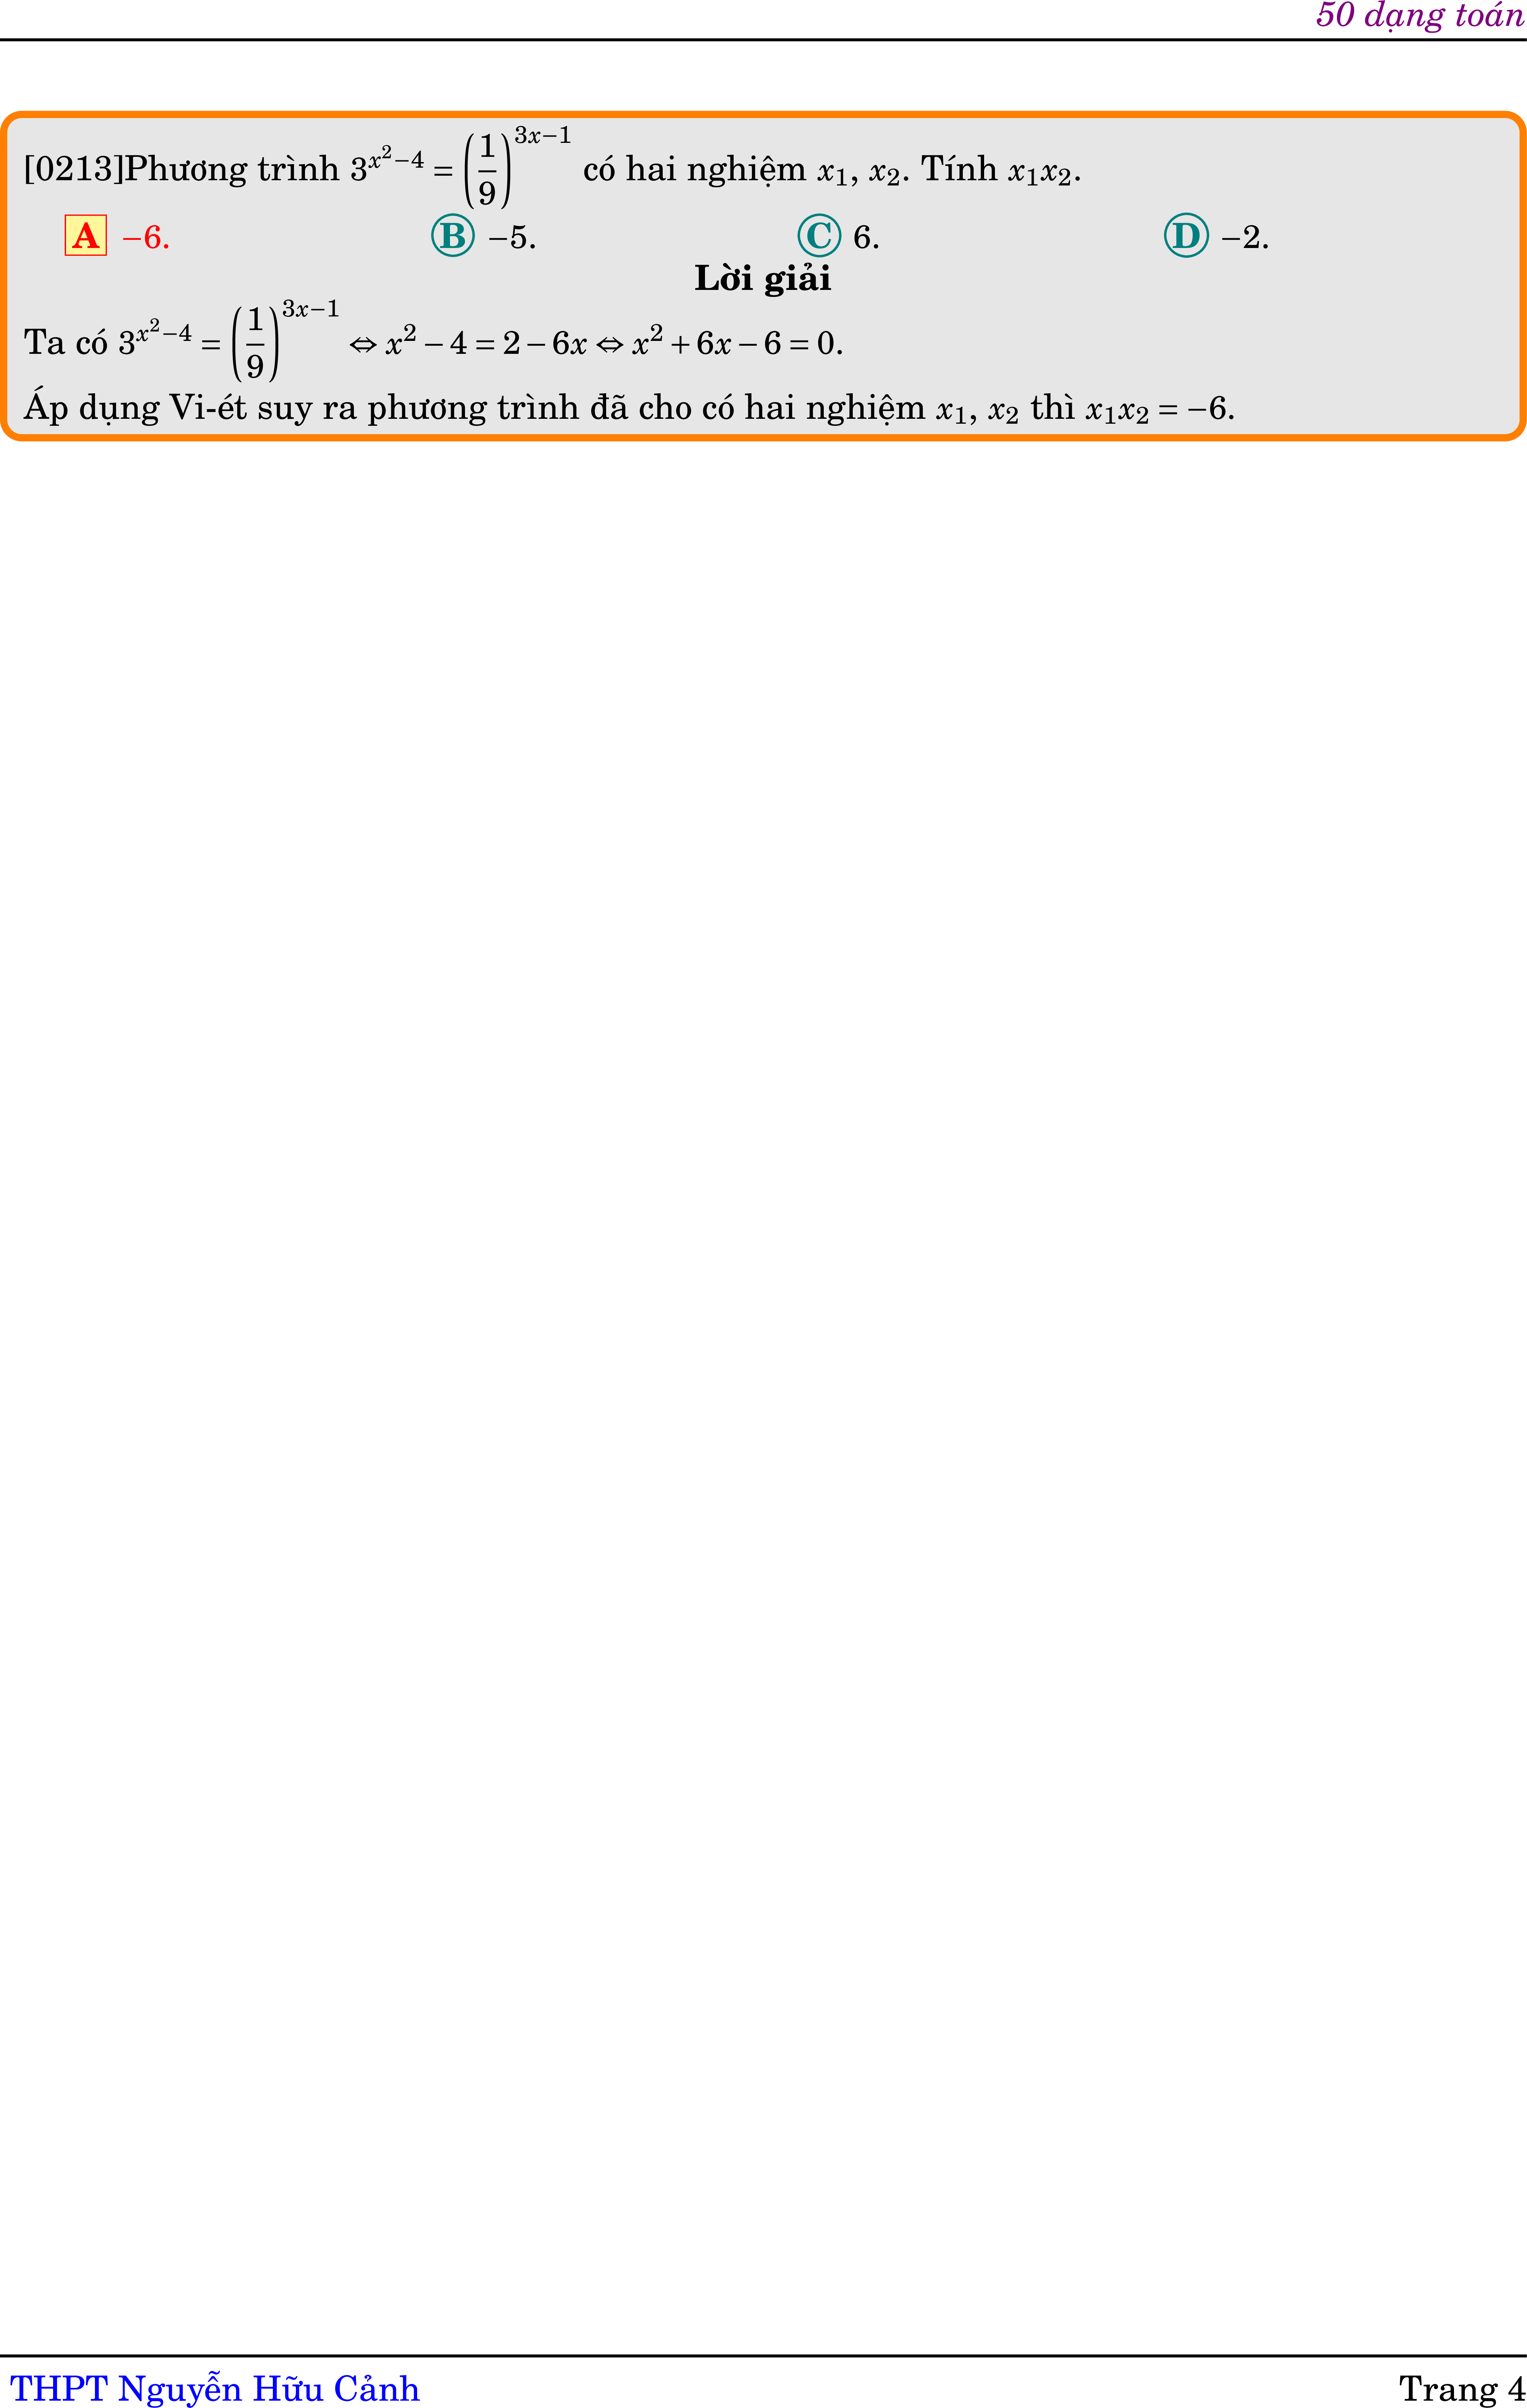 50 dạng toán
[0213]Phương trình $3^{x^2-4} = \left(\dfrac{1}{9}\right)^{3x-1}$ có hai nghiệm $x_1$, $x_2$. Tính $x_1x_2$.
A −6. B −5. C 6. D −2.
Lời giải
Ta có $3^{x^2-4} = \left(\dfrac{1}{9}\right)^{3x-1} \Leftrightarrow x^2 - 4 = 2 - 6x \Leftrightarrow x^2 + 6x - 6 = 0$.
Áp dụng Vi-ét suy ra phương trình đã cho có hai nghiệm $x_1$, $x_2$ thì $x_1x_2 = -6$.
THPT Nguyễn Hữu Cảnh Trang 4